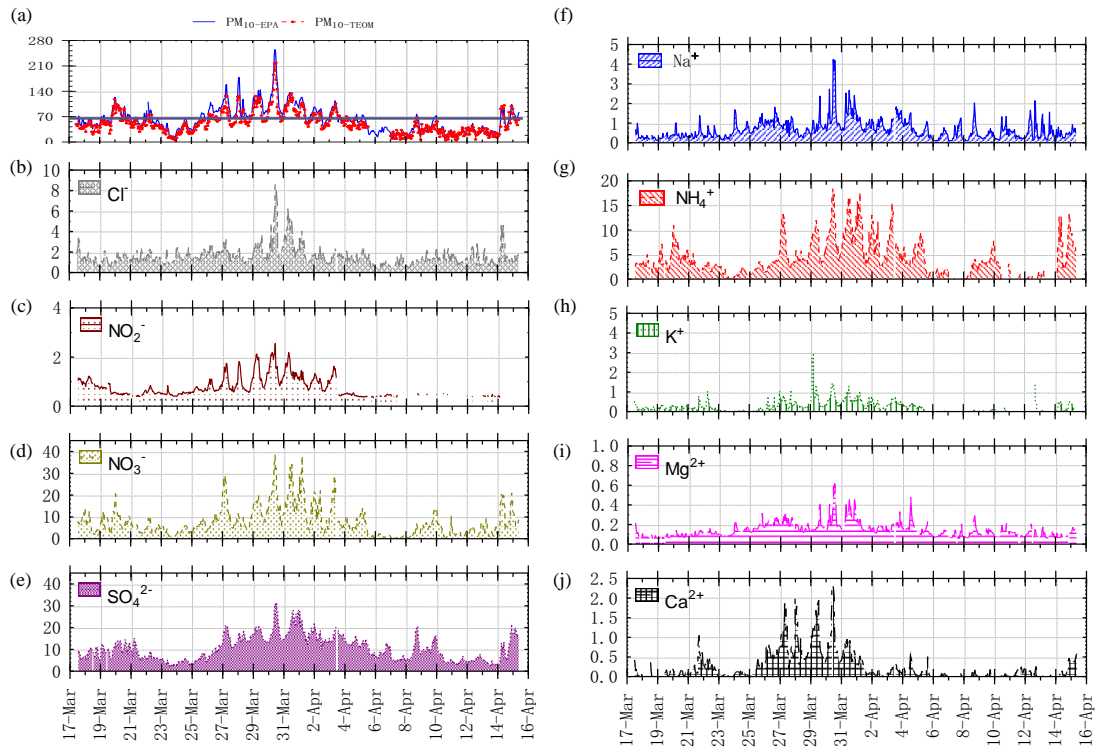 (a)
PM10-EPA PM10-TEOM
280
210
140
70
0
(b)
Cl-
10
8
6
4
2
0
(c)
NO2-
4
2
0
(d)
NO3-
40
30
20
10
0
(e)
SO42-
40
30
20
10
0
17-Mar 19-Mar 21-Mar 23-Mar 25-Mar 27-Mar 29-Mar 31-Mar 2-Apr 4-Apr 6-Apr 8-Apr 10-Apr 12-Apr 14-Apr 16-Apr
(f)
Na+
5
4
3
2
1
0
(g)
NH4+
20
15
10
5
0
(h)
K+
5
4
3
2
1
0
(i)
Mg2+
1.0
0.8
0.6
0.4
0.2
0.0
(j)
Ca2+
2.5
2.0
1.5
1.0
0.5
0.0
17-Mar 19-Mar 21-Mar 23-Mar 25-Mar 27-Mar 29-Mar 31-Mar 2-Apr 4-Apr 6-Apr 8-Apr 10-Apr 12-Apr 14-Apr 16-Apr